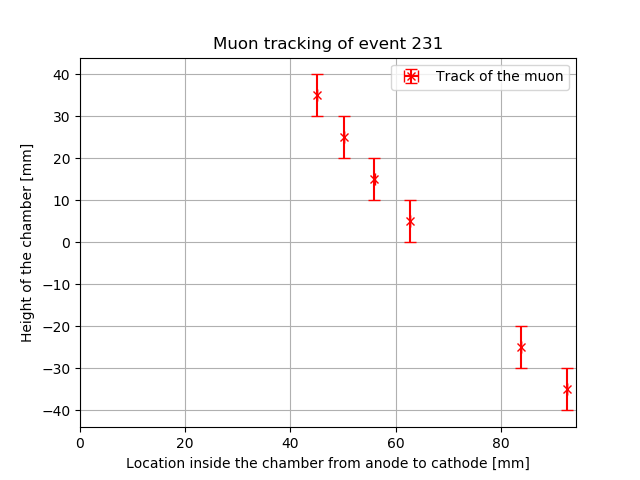 Muon tracking of event 231
Track of the muon
40
30
20
10
0
−10
−20
−30
−40
Height of the chamber [mm]
0 20 40 60 80
Location inside the chamber from anode to cathode [mm]